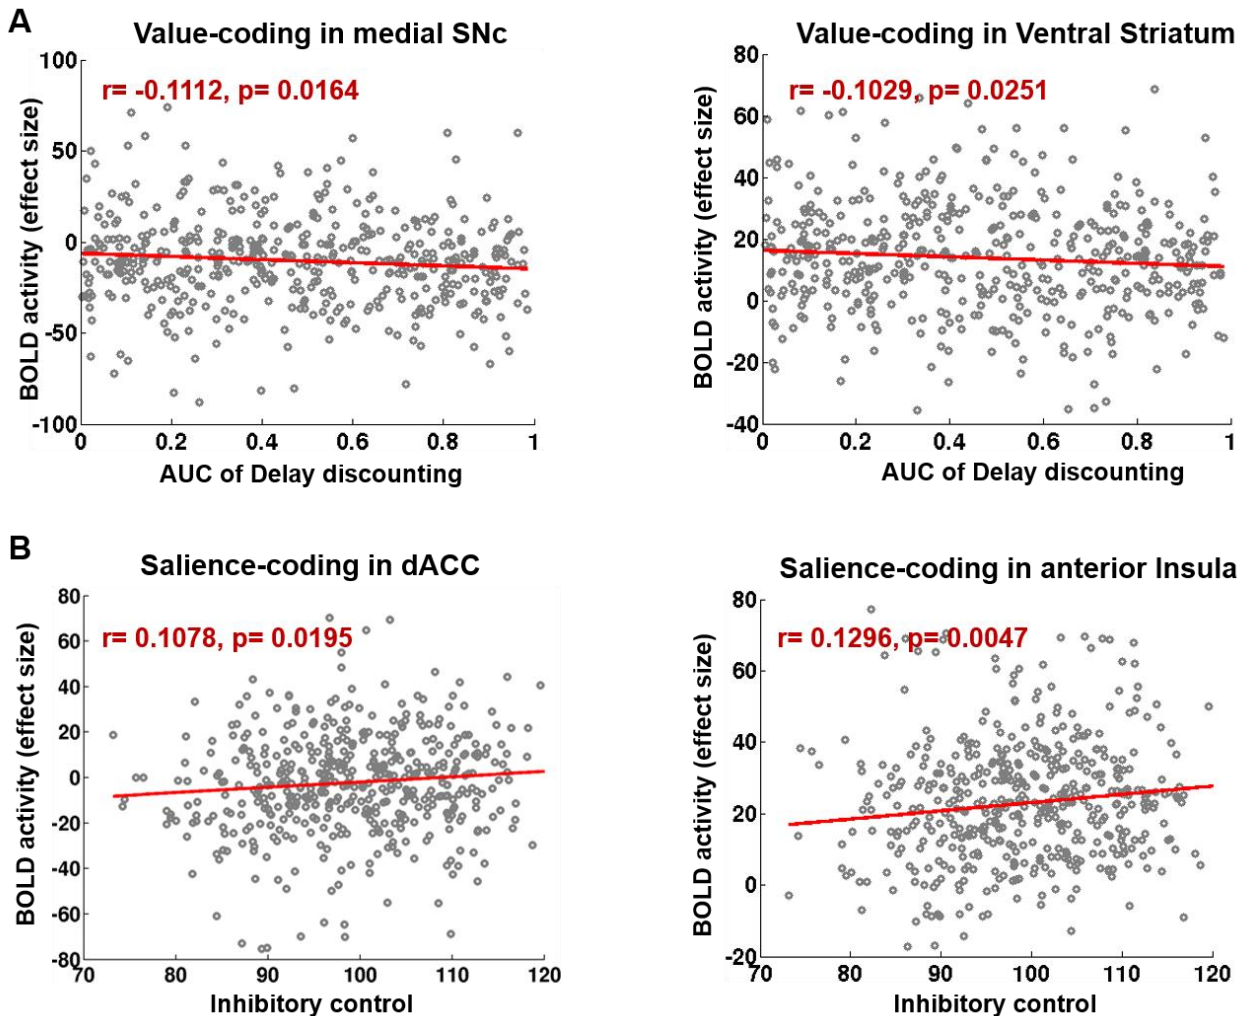 A
Value-coding in medial SNc
r= -0.1112, p= 0.0164
BOLD activity (effect size)
100
50
0
-50
-100
0 0.2 0.4 0.6 0.8 1
AUC of Delay discounting
Value-coding in Ventral Striatum
r= -0.1029, p= 0.0251
BOLD activity (effect size)
80
60
40
20
0
-20
-40
0 0.2 0.4 0.6 0.8 1
AUC of Delay discounting
B
Salience-coding in dACC
r= 0.1078, p= 0.0195
BOLD activity (effect size)
80
60
40
20
0
-20
-40
-60
-80
70 80 90 100 110 120
Inhibitory control
Salience-coding in anterior Insula
r= 0.1296, p= 0.0047
BOLD activity (effect size)
80
60
40
20
0
-20
70 80 90 100 110 120
Inhibitory control